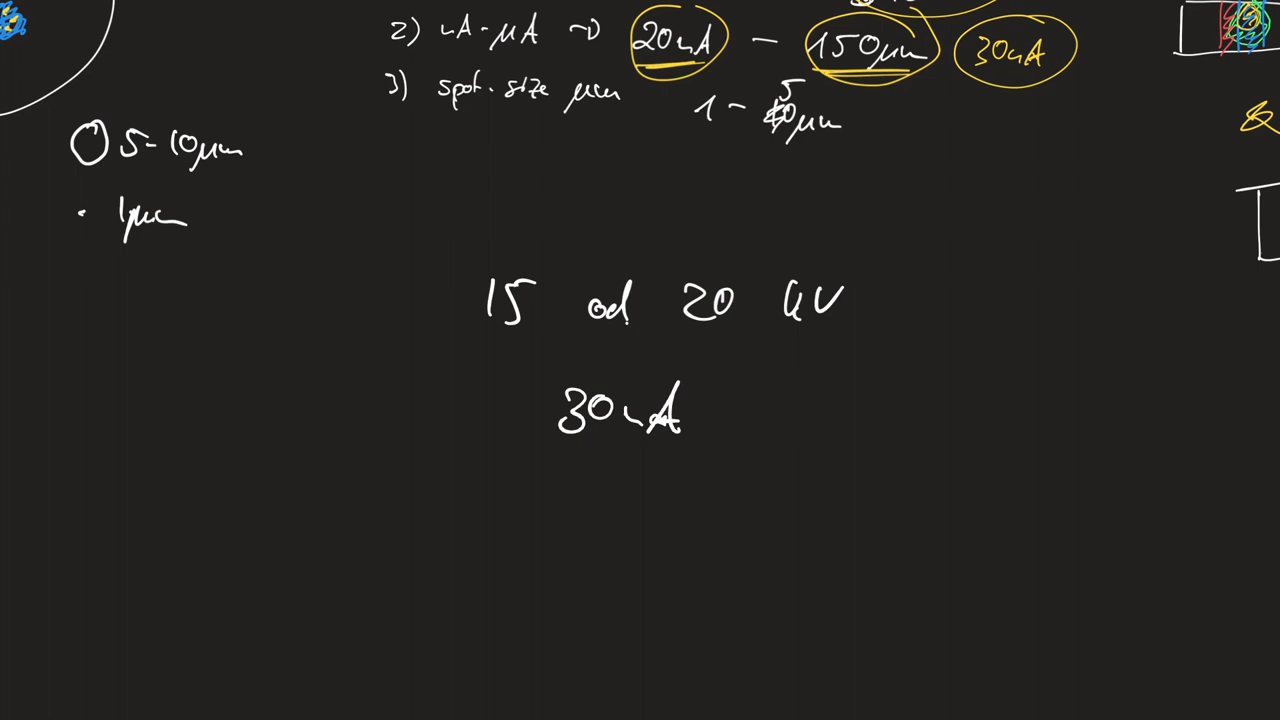 2) nA - μA ~0 20nA - 150μm 30nA
3) spot. size μm 1 - 5μm
5 - 10μm
1μm
15 od 20 kV
30nA